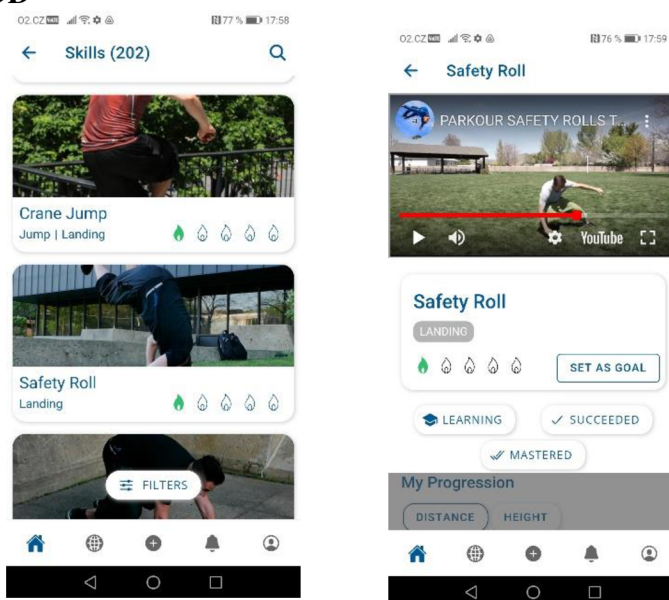 O2.CZ 77 % 17:58
Skills (202)
Crane Jump
Jump | Landing
Safety Roll
Landing
FILTERS
O2.CZ 76 % 17:59
Safety Roll
PARKOUR SAFETY ROLLS T...
YouTube
Safety Roll
LANDING
SET AS GOAL
LEARNING
SUCCEEDED
MASTERED
My Progression
DISTANCE
HEIGHT